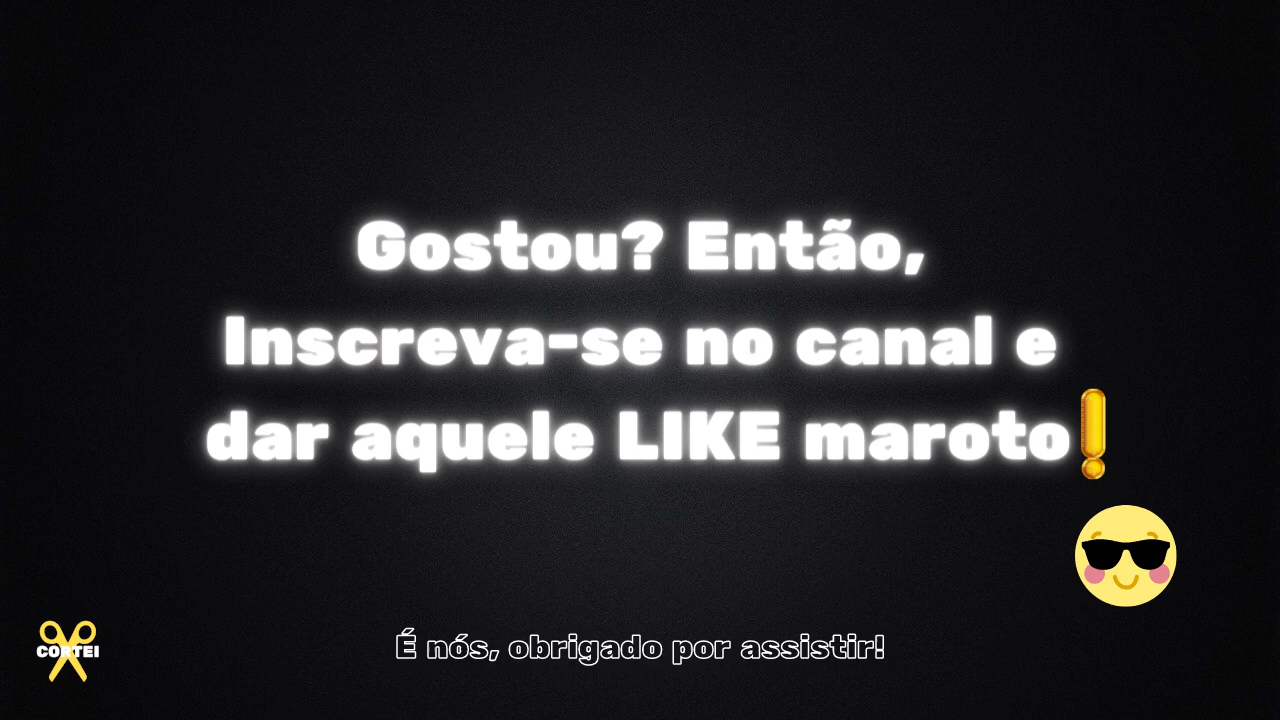 Gostou? Então,
Inscreva-se no canal e
dar aquele LIKE maroto!
É nós, obrigado por assistir!
CORTEI